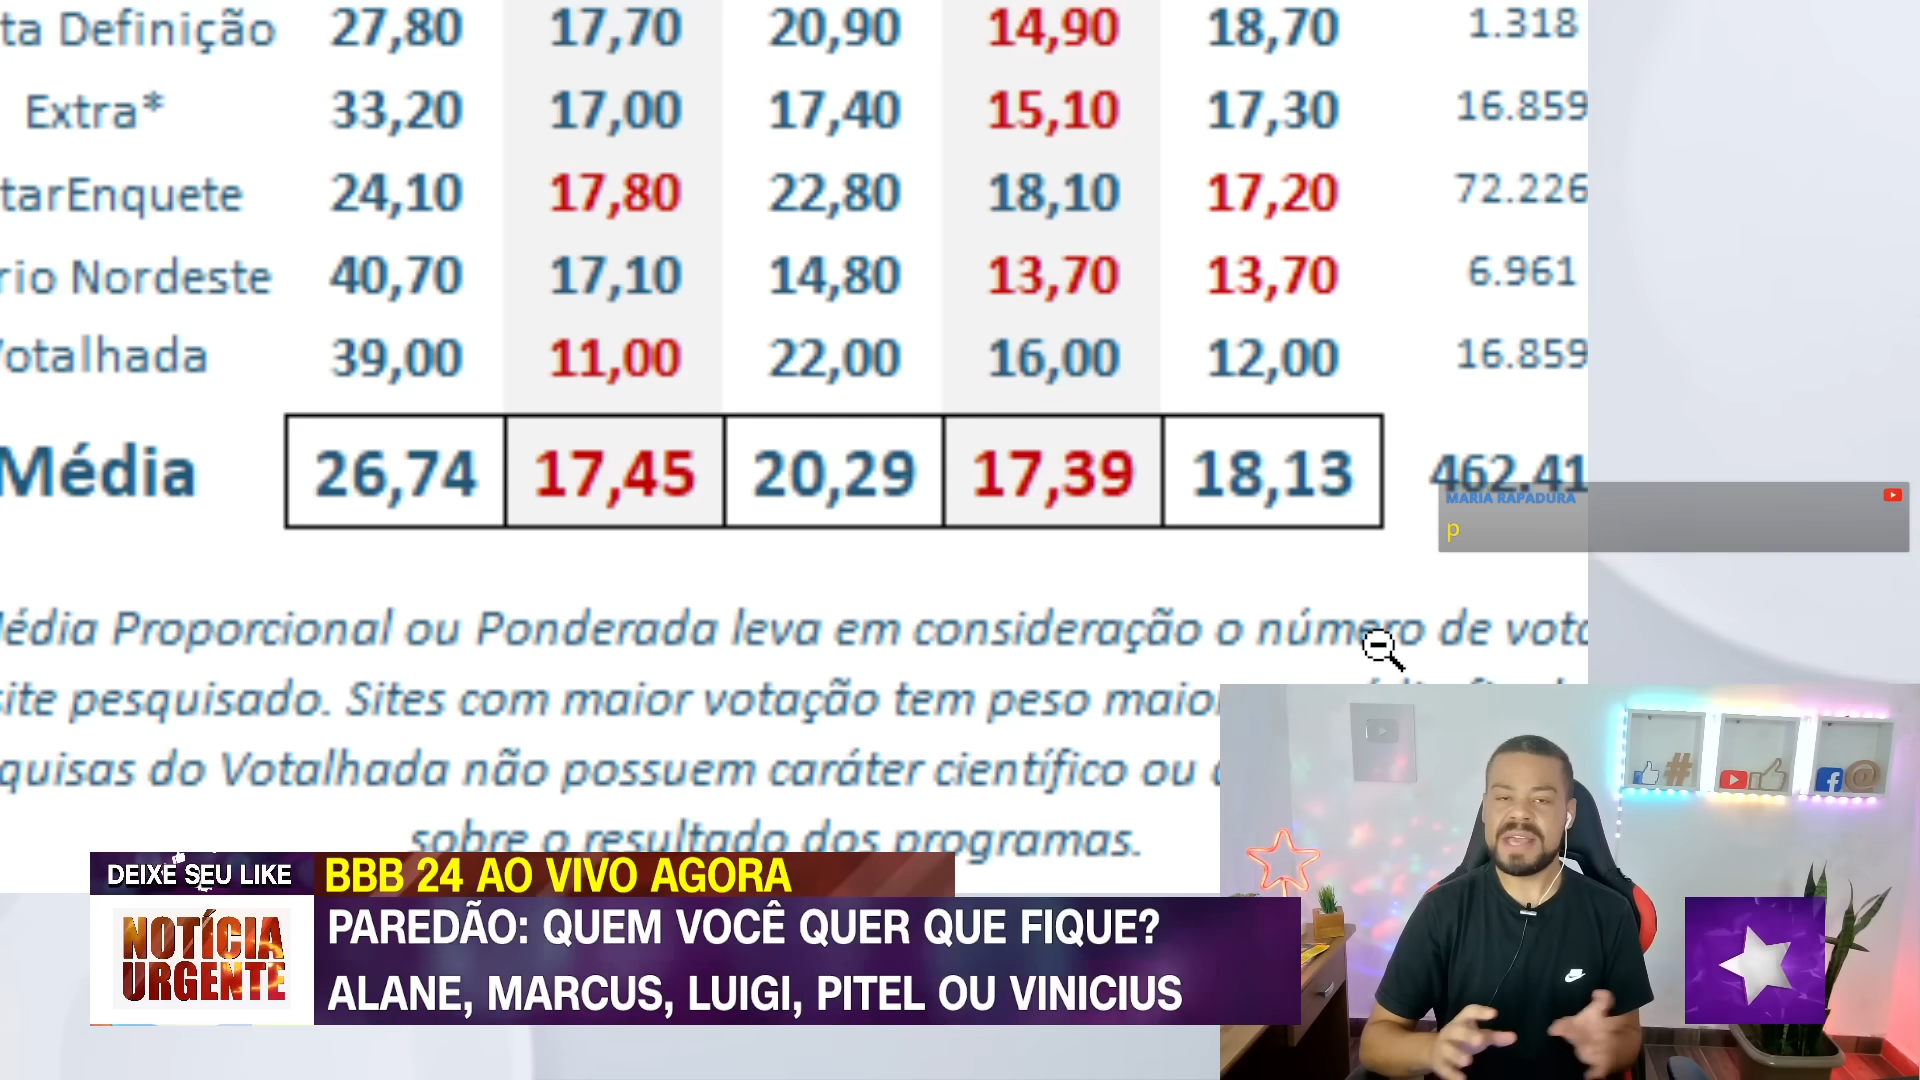 ta Definição 27,80 17,70 20,90 14,90 18,70 1.318
Extra* 33,20 17,00 17,40 15,10 17,30 16.859
tarEnquete 24,10 17,80 22,80 18,10 17,20 72.226
rio Nordeste 40,70 17,10 14,80 13,70 13,70 6.961
Votalhada 39,00 11,00 22,00 16,00 12,00 16.859
Média 26,74 17,45 20,29 17,39 18,13 462.41
MARIA RAPADURA
p
Média Proporcional ou Ponderada leva em consideração o número de voto
site pesquisado. Sites com maior votação tem peso maior
quisas do Votalhada não possuem caráter científico ou
sobre o resultado dos programas.
DEIXE SEU LIKE
BBB 24 AO VIVO AGORA
NOTÍCIA
URGENTE
PAREDÃO: QUEM VOCÊ QUER QUE FIQUE?
ALANE, MARCUS, LUIGI, PITEL OU VINICIUS